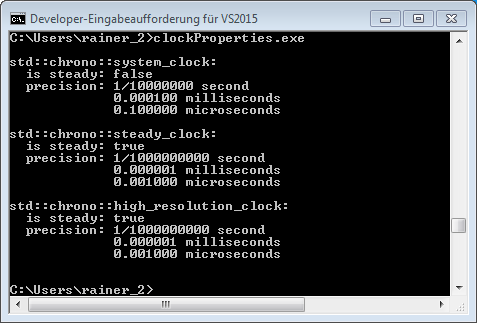 Developer-Eingabeaufforderung für VS2015
C:\Users\rainer_2>clockProperties.exe
std::chrono::system_clock:
  is steady: false
  precision: 1/10000000 second
             0.000100 milliseconds
             0.100000 microseconds
std::chrono::steady_clock:
  is steady: true
  precision: 1/1000000000 second
             0.000001 milliseconds
             0.001000 microseconds
std::chrono::high_resolution_clock:
  is steady: true
  precision: 1/1000000000 second
             0.000001 milliseconds
             0.001000 microseconds
C:\Users\rainer_2>